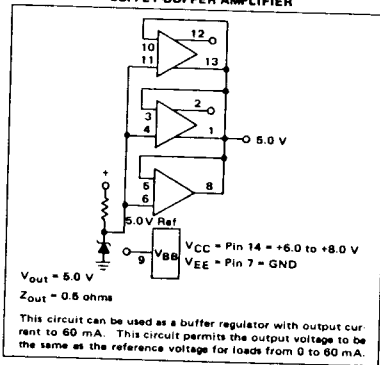 12
10
11
13
2
3
4
1
5.0 V
5
8
6
+
5.0V Ref
9
VBB
VCC = Pin 14 = +6.0 to +8.0 V
VEE = Pin 7 = GND
Vout = 5.0 V
Zout = 0.5 ohms
This circuit can be used as a buffer regulator with output cur-
rent to 60 mA. This circuit permits the output voltage to be
the same as the reference voltage for loads from 0 to 60 mA.